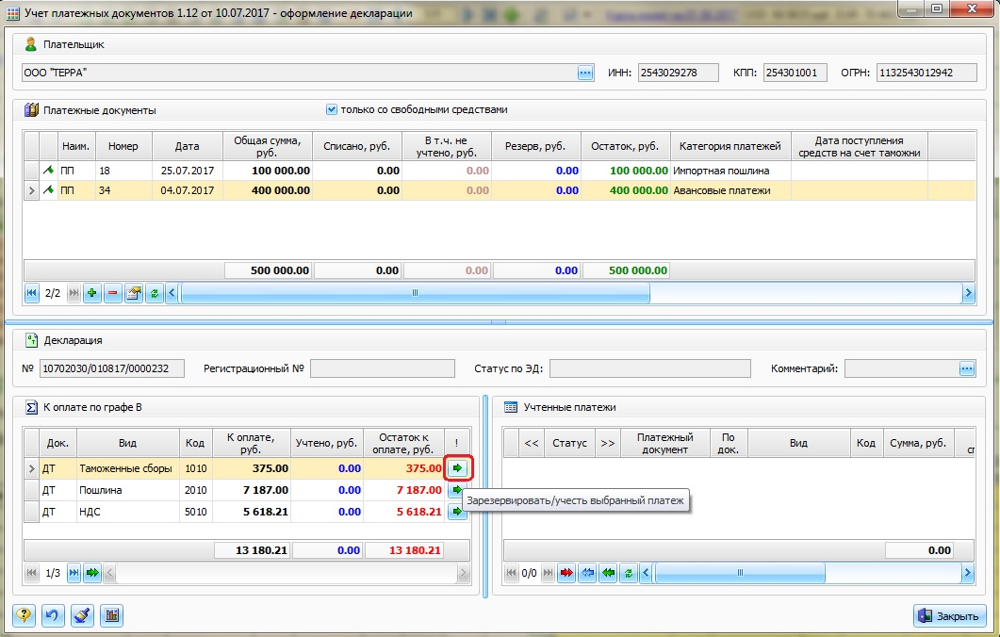 Учет платежных документов 1.12 от 10.07.2017 - оформление декларации
Плательщик
ООО "ТЕРРА" ИНН: 2543029278 КПП: 254301001 ОГРН: 1132543012942
Платежные документы только со свободными средствами
Наим. Номер Дата Общая сумма, руб. Списано, руб. В т.ч. не учтено, руб. Резерв, руб. Остаток, руб. Категория платежей Дата поступления средств на счет таможни
ПП 18 25.07.2017 100 000.00 0.00 0.00 0.00 100 000.00 Импортная пошлина
ПП 34 04.07.2017 400 000.00 0.00 0.00 0.00 400 000.00 Авансовые платежи
500 000.00 0.00 0.00 0.00 500 000.00
2/2
Декларация
№ 10702030/010817/0000232 Регистрационный № Статус по ЭД: Комментарий:
К оплате по графе В
Док. Вид Код К оплате, руб. Учтено, руб. Остаток к оплате, руб. !
ДТ Таможенные сборы 1010 375.00 0.00 375.00
ДТ Пошлина 2010 7 187.00 0.00 7 187.00
ДТ НДС 5010 5 618.21 0.00 5 618.21
13 180.21 0.00 13 180.21
1/3
Зарезервировать/учесть выбранный платеж
Учтенные платежи
<< Статус >> Платежный документ По док. Вид Код Сумма, руб.
0.00
0/0
Закрыть